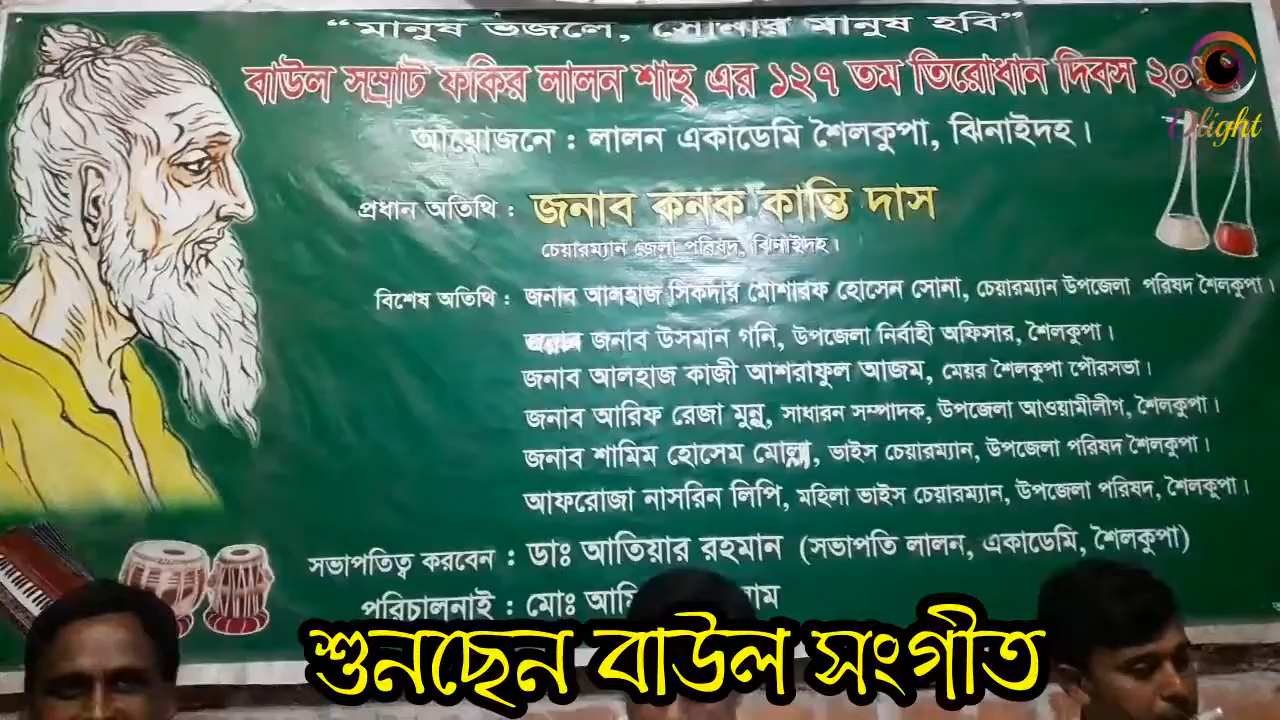 “মানুষ ভজলে, সোনার মানুষ হবি”
বাউল সম্রাট ফকির লালন শাহ্ এর ১২৭ তম তিরোধান দিবস
Dlight
আয়োজনে : লালন একাডেমি শৈলকুপা, ঝিনাইদহ।
প্রধান অতিথি : জনাব কনক কান্তি দাস
চেয়ারম্যান জেলা পরিষদ, ঝিনাইদহ।
বিশেষ অতিথি : জনাব আলহাজ সিকদার মোশারফ হোসেন সোনা, চেয়ারম্যান উপজেলা পরিষদ শৈলকুপা।
জনাব উসমান গনি, উপজেলা নির্বাহী অফিসার, শৈলকুপা।
জনাব আলহাজ কাজী আশরাফুল আজম, মেয়র শৈলকুপা পৌরসভা।
জনাব আরিফ রেজা মুন্নু, সাধারন সম্পাদক, উপজেলা আওয়ামীলীগ, শৈলকুপা।
জনাব শামিম হোসেম মোল্লা, ভাইস চেয়ারম্যান, উপজেলা পরিষদ শৈলকুপা।
আফরোজা নাসরিন লিপি, মহিলা ভাইস চেয়ারম্যান, উপজেলা পরিষদ, শৈলকুপা।
সভাপতিত্ব করবেন : ডাঃ আতিয়ার রহমান (সভাপতি লালন, একাডেমি, শৈলকুপা)
পরিচালনাই : মোঃ
শুনছেন বাউল সংগীত